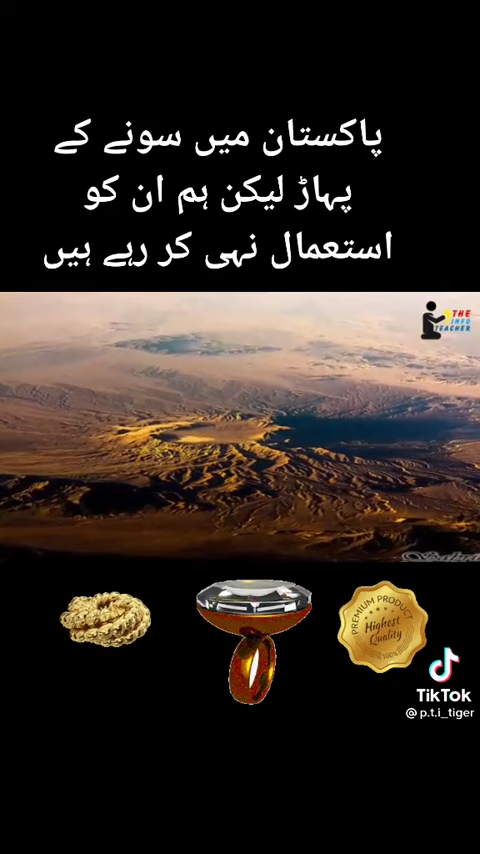 پاکستان میں سونے کے
پہاڑ لیکن ہم ان کو
استعمال نہی کر رہے ہیں
THE
INFO
TEACHER
PREMIUM PRODUCT
Highest
Quality
100%
TikTok
@ p.t.i_tiger